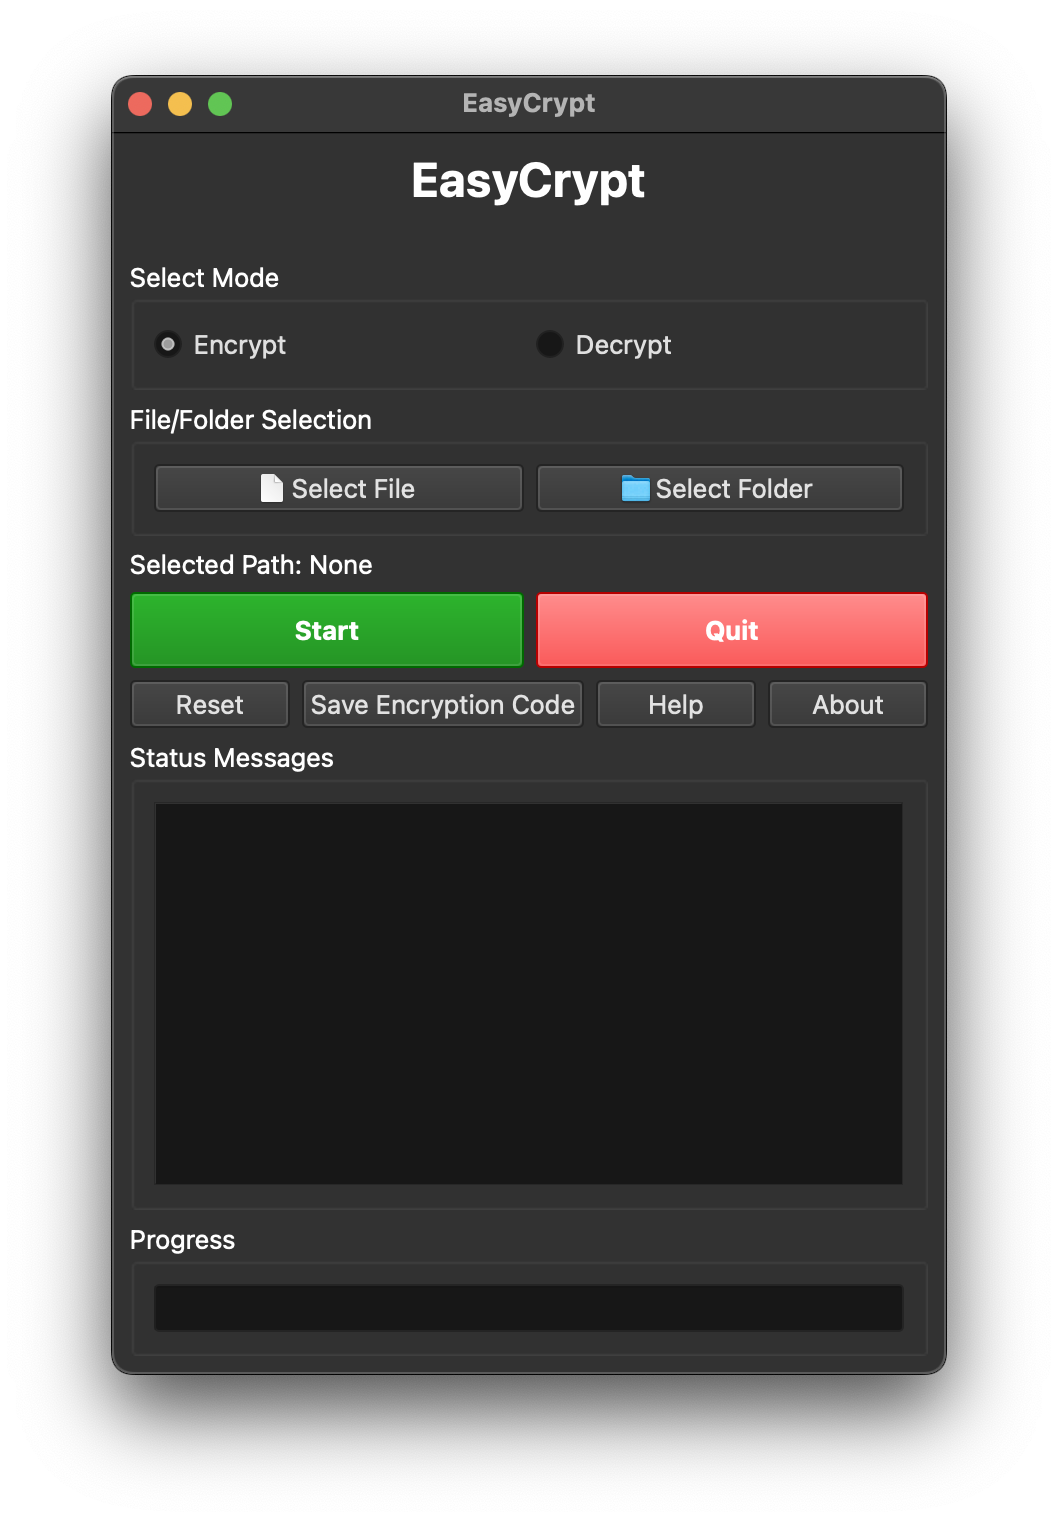 EasyCrypt
EasyCrypt
Select Mode
Encrypt Decrypt
File/Folder Selection
Select File Select Folder
Selected Path: None
Start Quit
Reset Save Encryption Code Help About
Status Messages
Progress